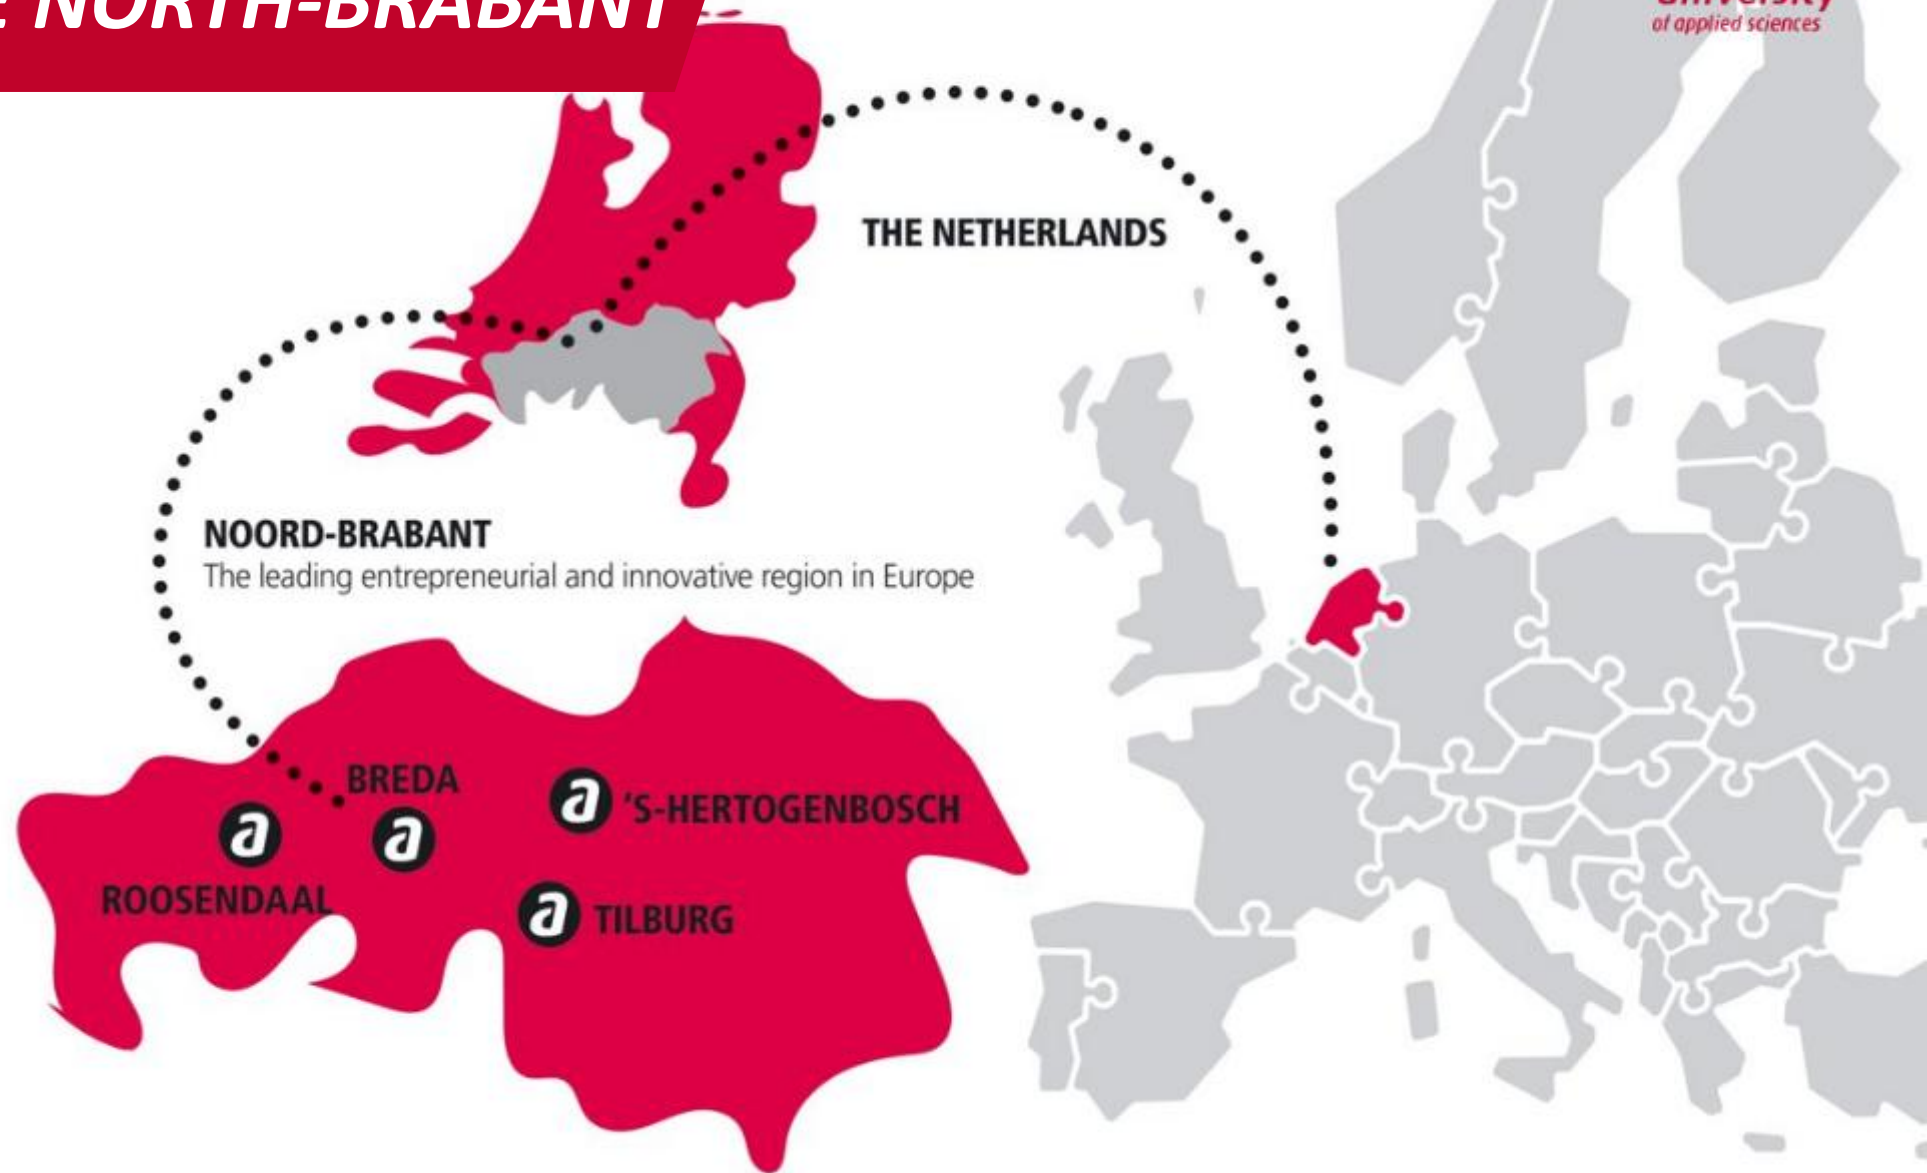 E NORTH-BRABANT
University
of applied sciences
THE NETHERLANDS
NOORD-BRABANT
The leading entrepreneurial and innovative region in Europe
BREDA
a
a
a 'S-HERTOGENBOSCH
ROOSENDAAL
a TILBURG